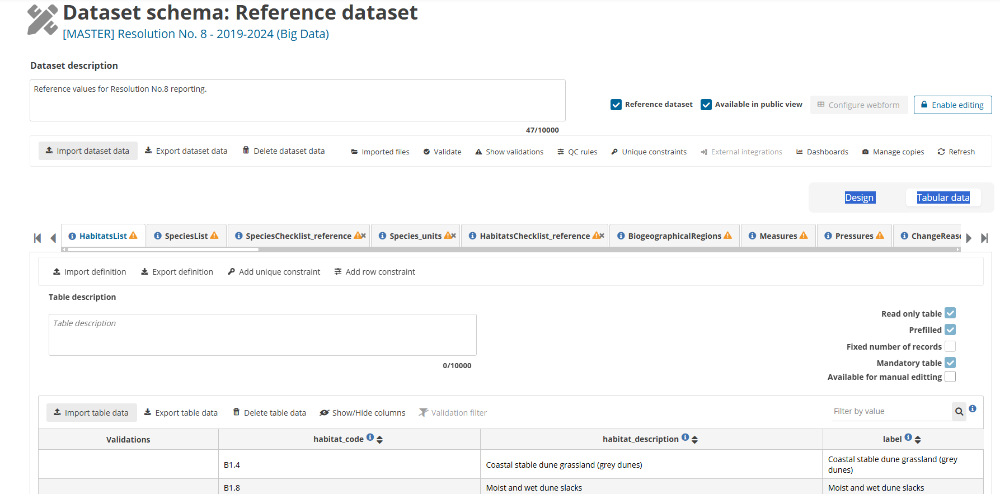 Dataset schema: Reference dataset
[MASTER] Resolution No. 8 - 2019-2024 (Big Data)
Dataset description
Reference values for Resolution No.8 reporting.
Reference dataset Available in public view Configure webform Enable editing
47/10000
Import dataset data Export dataset data Delete dataset data Imported files Validate Show validations QC rules Unique constraints External integrations Dashboards Manage copies Refresh
Design Tabular data
HabitatsList SpeciesList SpeciesChecklist_reference Species_units HabitatsChecklist_reference BiogeographicalRegions Measures Pressures ChangeReas
Import definition Export definition Add unique constraint Add row constraint
Table description
Table description
0/10000
Read only table
Prefilled
Fixed number of records
Mandatory table
Available for manual editting
Import table data Export table data Delete table data Show/Hide columns Validation filter Filter by value
Validations habitat_code habitat_description label
B1.4 Coastal stable dune grassland (grey dunes) Coastal stable dune grassland (grey
dunes)
B1.8 Moist and wet dune slacks Moist and wet dune slacks